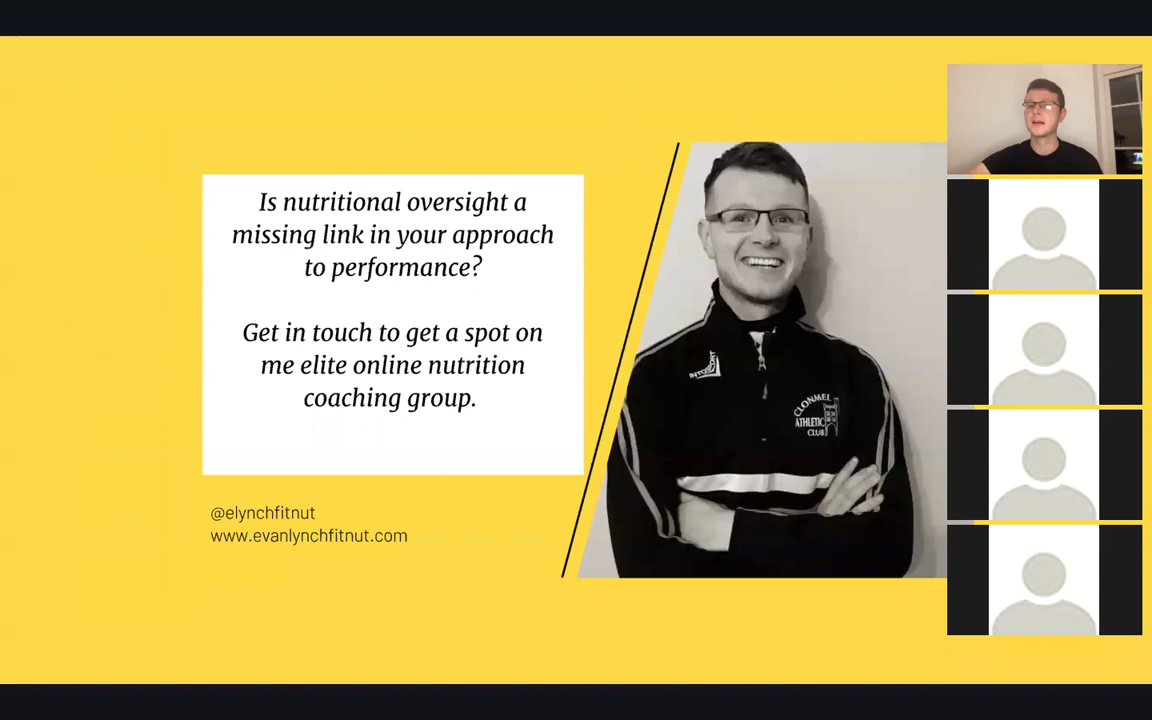 Is nutritional oversight a
missing link in your approach
to performance?
Get in touch to get a spot on
me elite online nutrition
coaching group.
@elynchfitnut
www.evanlynchfitnut.com
INTERSPORT
CLONMEL
ATHLETIC
CLUB